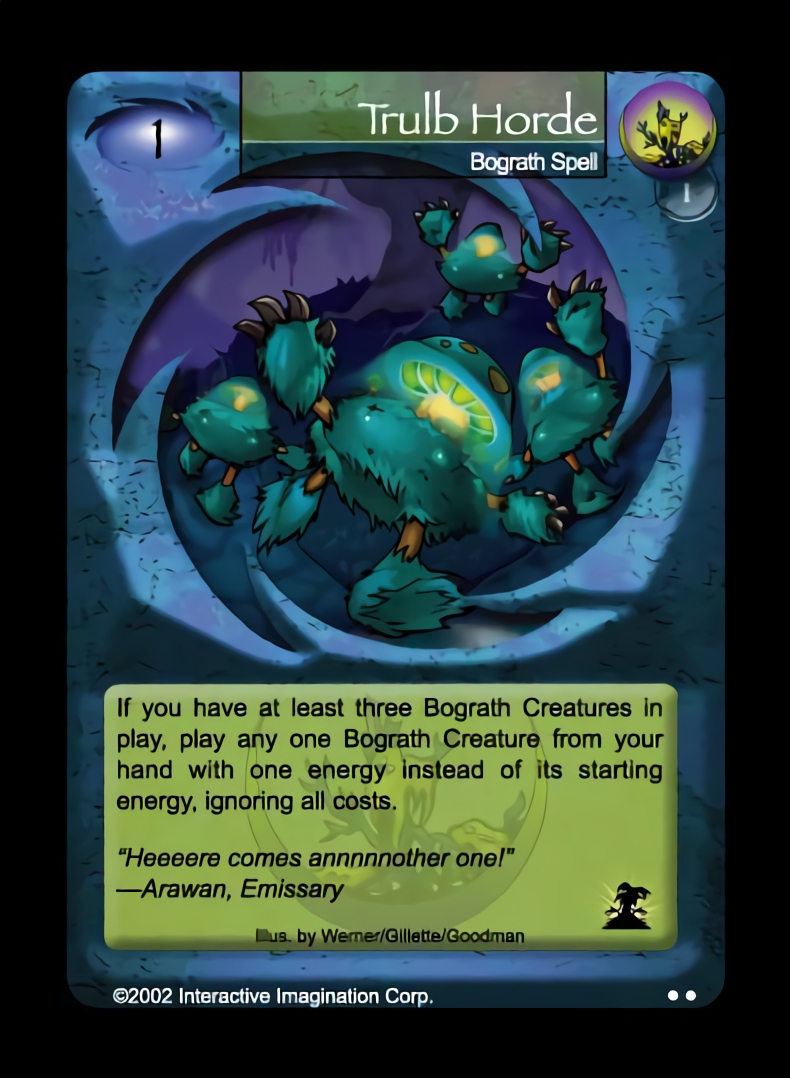 1
Trulb Horde
Bograth Spell
1
If you have at least three Bograth Creatures in
play, play any one Bograth Creature from your
hand with one energy instead of its starting
energy, ignoring all costs.
“Heeeere comes annnnnother one!”
—Arawan, Emissary
Illus. by Werner/Gillette/Goodman
©2002 Interactive Imagination Corp.